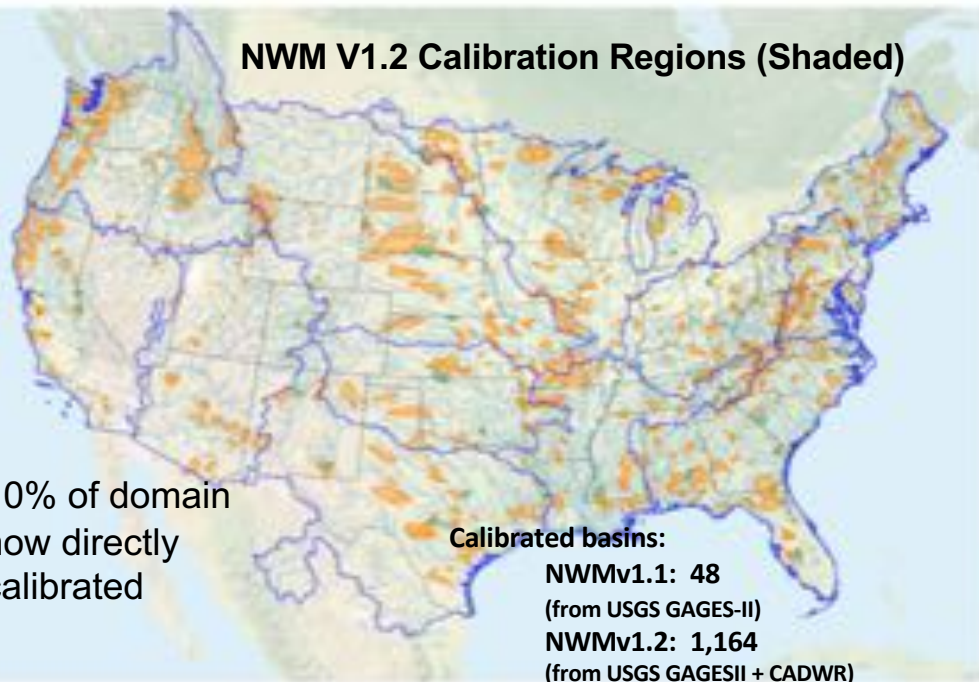 NWM V1.2 Calibration Regions (Shaded)
0% of domain
now directly
calibrated
Calibrated basins:
NWMv1.1: 48
(from USGS GAGES-II)
NWMv1.2: 1,164
(from USGS GAGESII + CADWR)